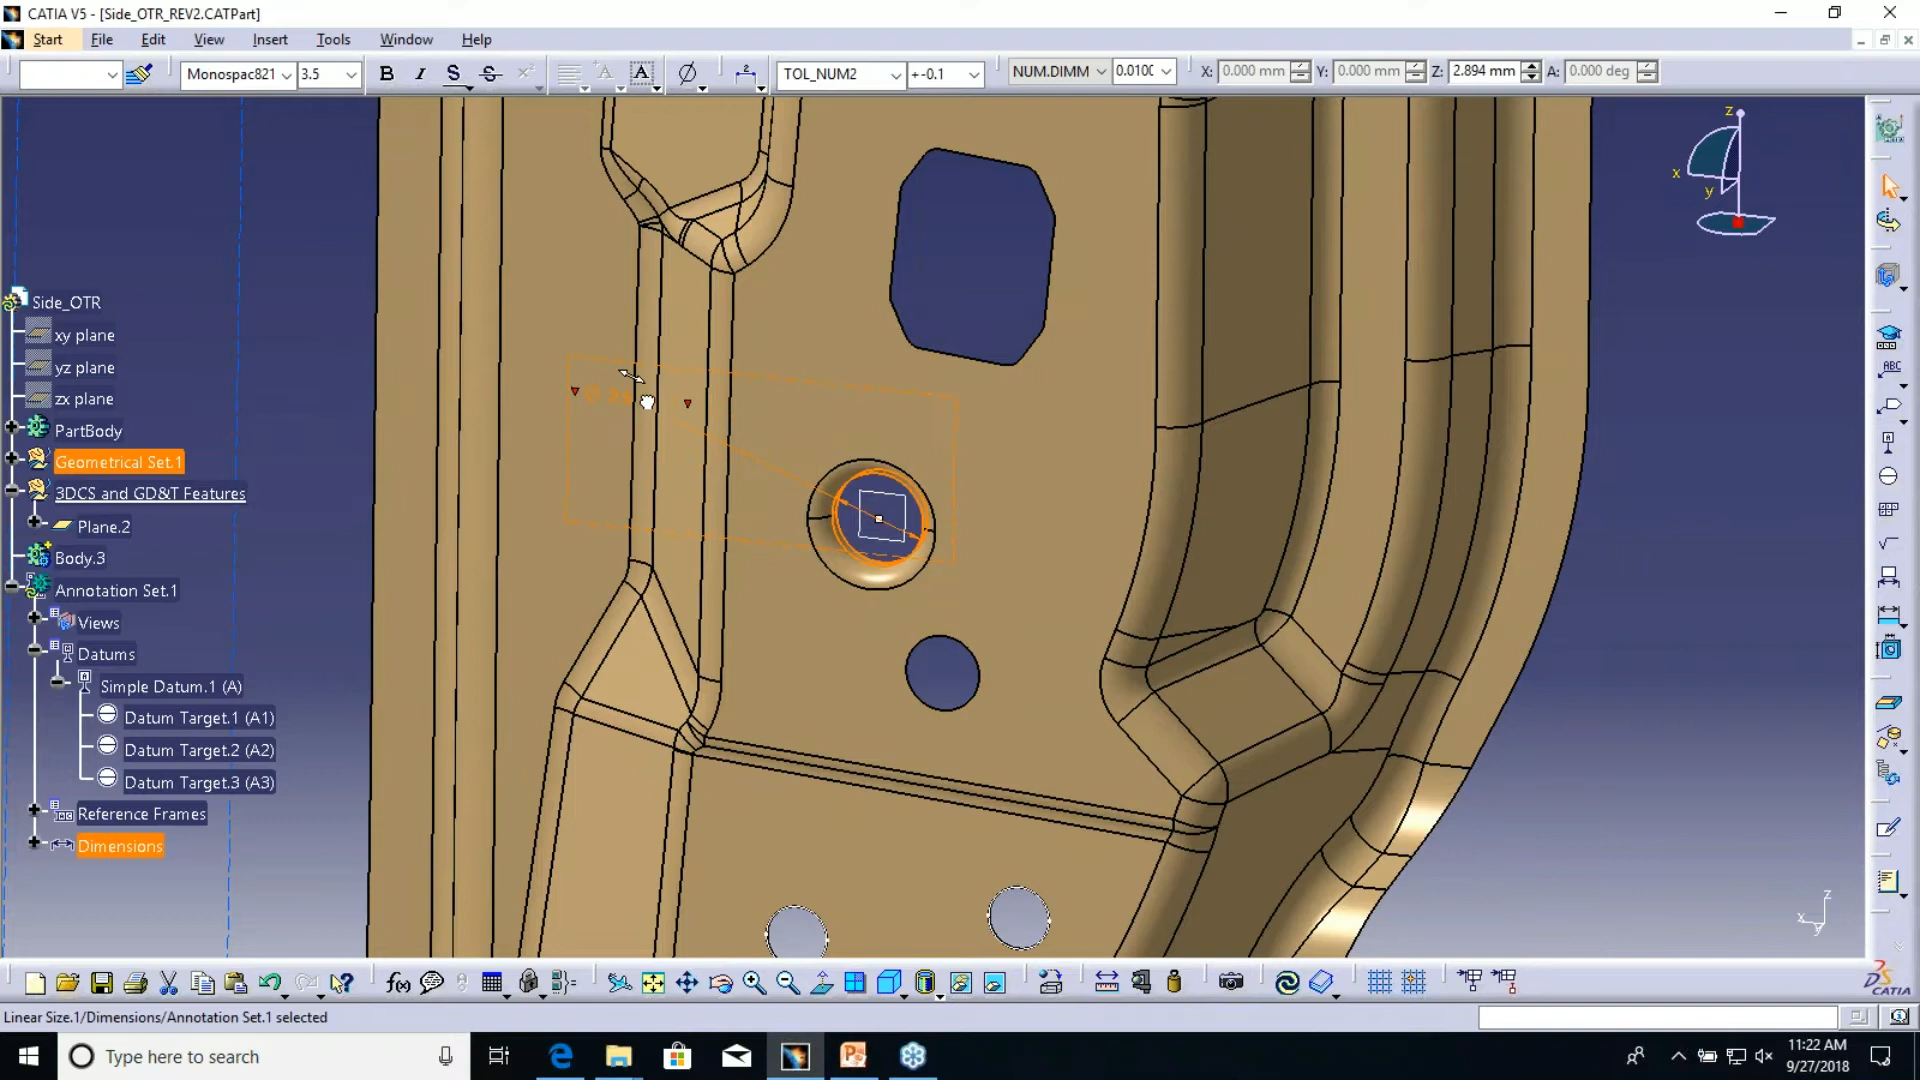 CATIA V5 - [Side_OTR_REV2.CATPart]
Start File Edit View Insert Tools Window Help
Monospac821 3.5 B I S S TOL_NUM2 +-0.1 NUM.DIMM 0.010( X: 0.000 mm Y: 0.000 mm Z: 2.894 mm A: 0.000 deg
z
x
y
Side_OTR
xy plane
yz plane
zx plane
PartBody
Geometrical Set.1
3DCS and GD&T Features
Plane.2
Body.3
Annotation Set.1
Views
Datums
Simple Datum.1 (A)
Datum Target.1 (A1)
Datum Target.2 (A2)
Datum Target.3 (A3)
Reference Frames
Dimensions
ABC
z
x
y
f(x)
CATIA
Linear Size.1/Dimensions/Annotation Set.1 selected
Type here to search
11:22 AM
9/27/2018